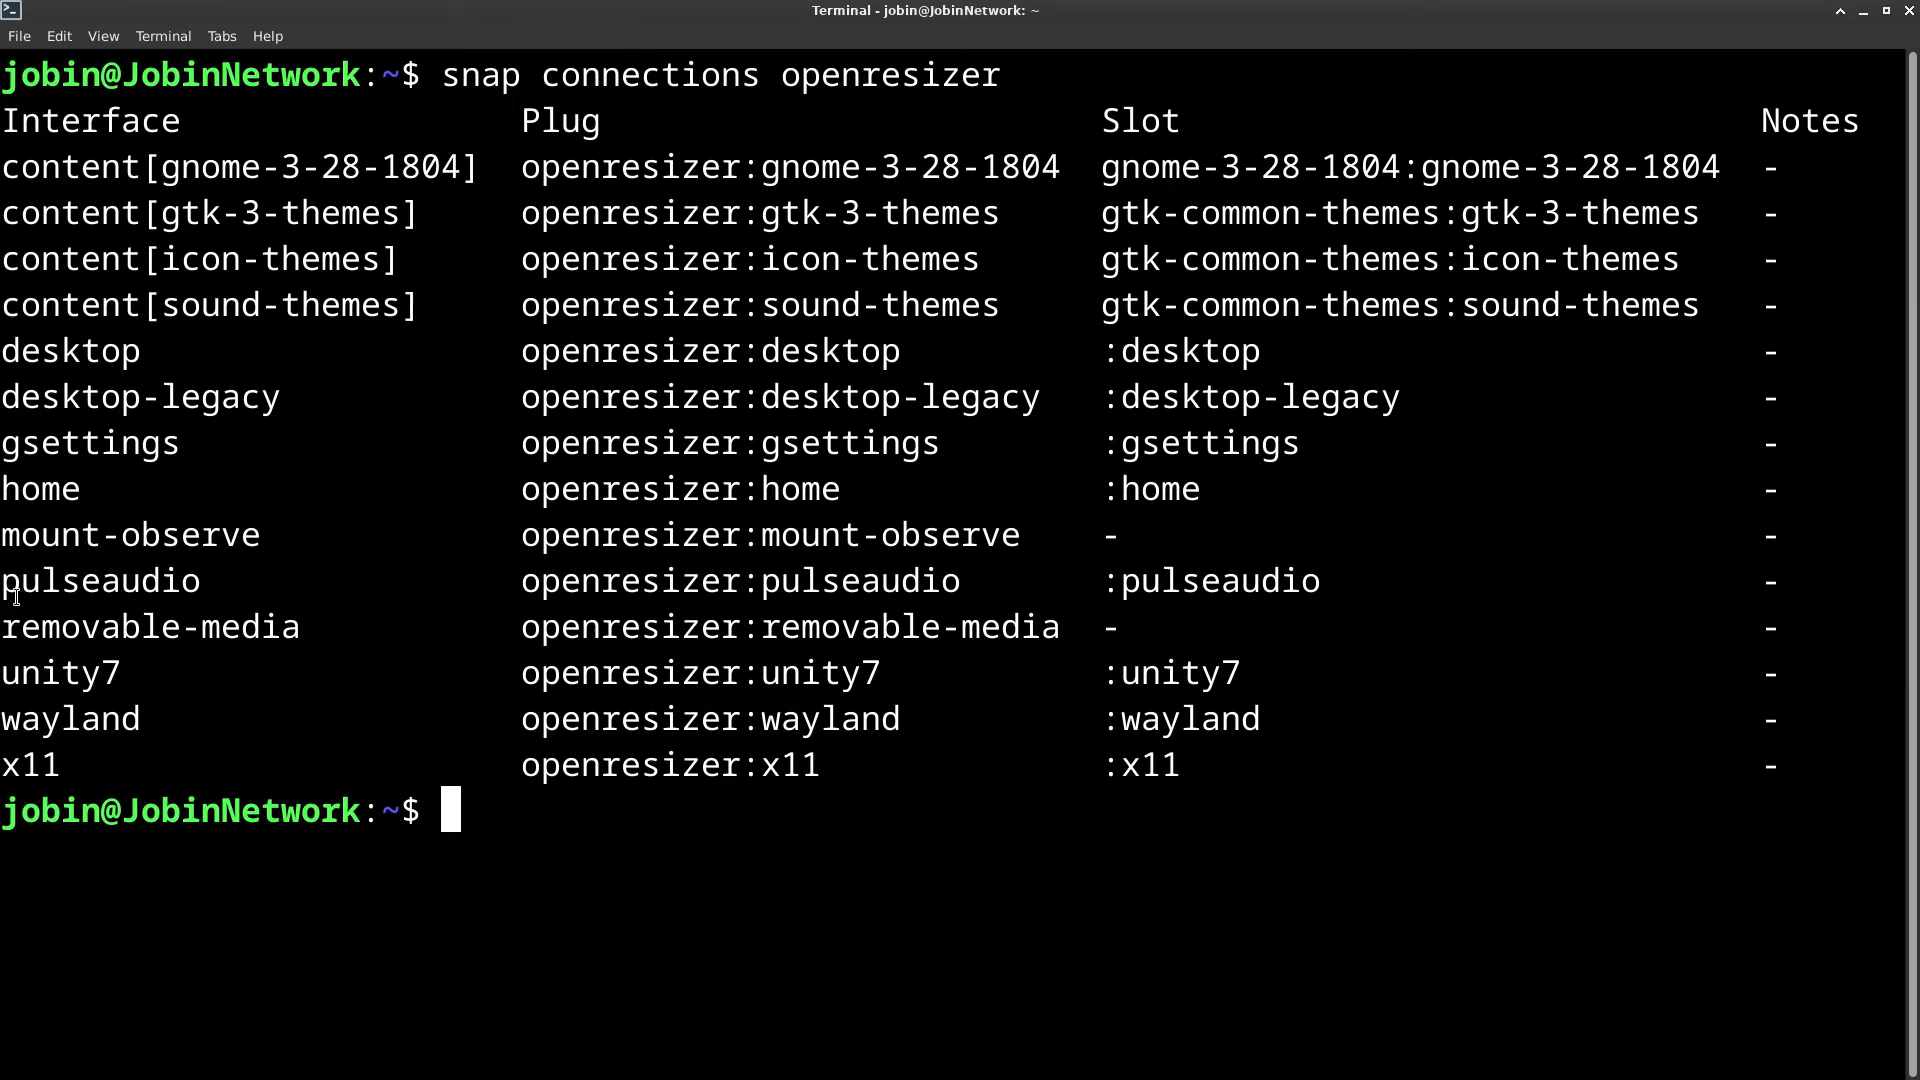 Terminal - jobin@JobinNetwork: ~
File Edit View Terminal Tabs Help
jobin@JobinNetwork:~$ snap connections openresizer
Interface Plug Slot Notes
content[gnome-3-28-1804] openresizer:gnome-3-28-1804 gnome-3-28-1804:gnome-3-28-1804 -
content[gtk-3-themes] openresizer:gtk-3-themes gtk-common-themes:gtk-3-themes -
content[icon-themes] openresizer:icon-themes gtk-common-themes:icon-themes -
content[sound-themes] openresizer:sound-themes gtk-common-themes:sound-themes -
desktop openresizer:desktop :desktop -
desktop-legacy openresizer:desktop-legacy :desktop-legacy -
gsettings openresizer:gsettings :gsettings -
home openresizer:home :home -
mount-observe openresizer:mount-observe - -
pulseaudio openresizer:pulseaudio :pulseaudio -
removable-media openresizer:removable-media - -
unity7 openresizer:unity7 :unity7 -
wayland openresizer:wayland :wayland -
x11 openresizer:x11 :x11 -
jobin@JobinNetwork:~$